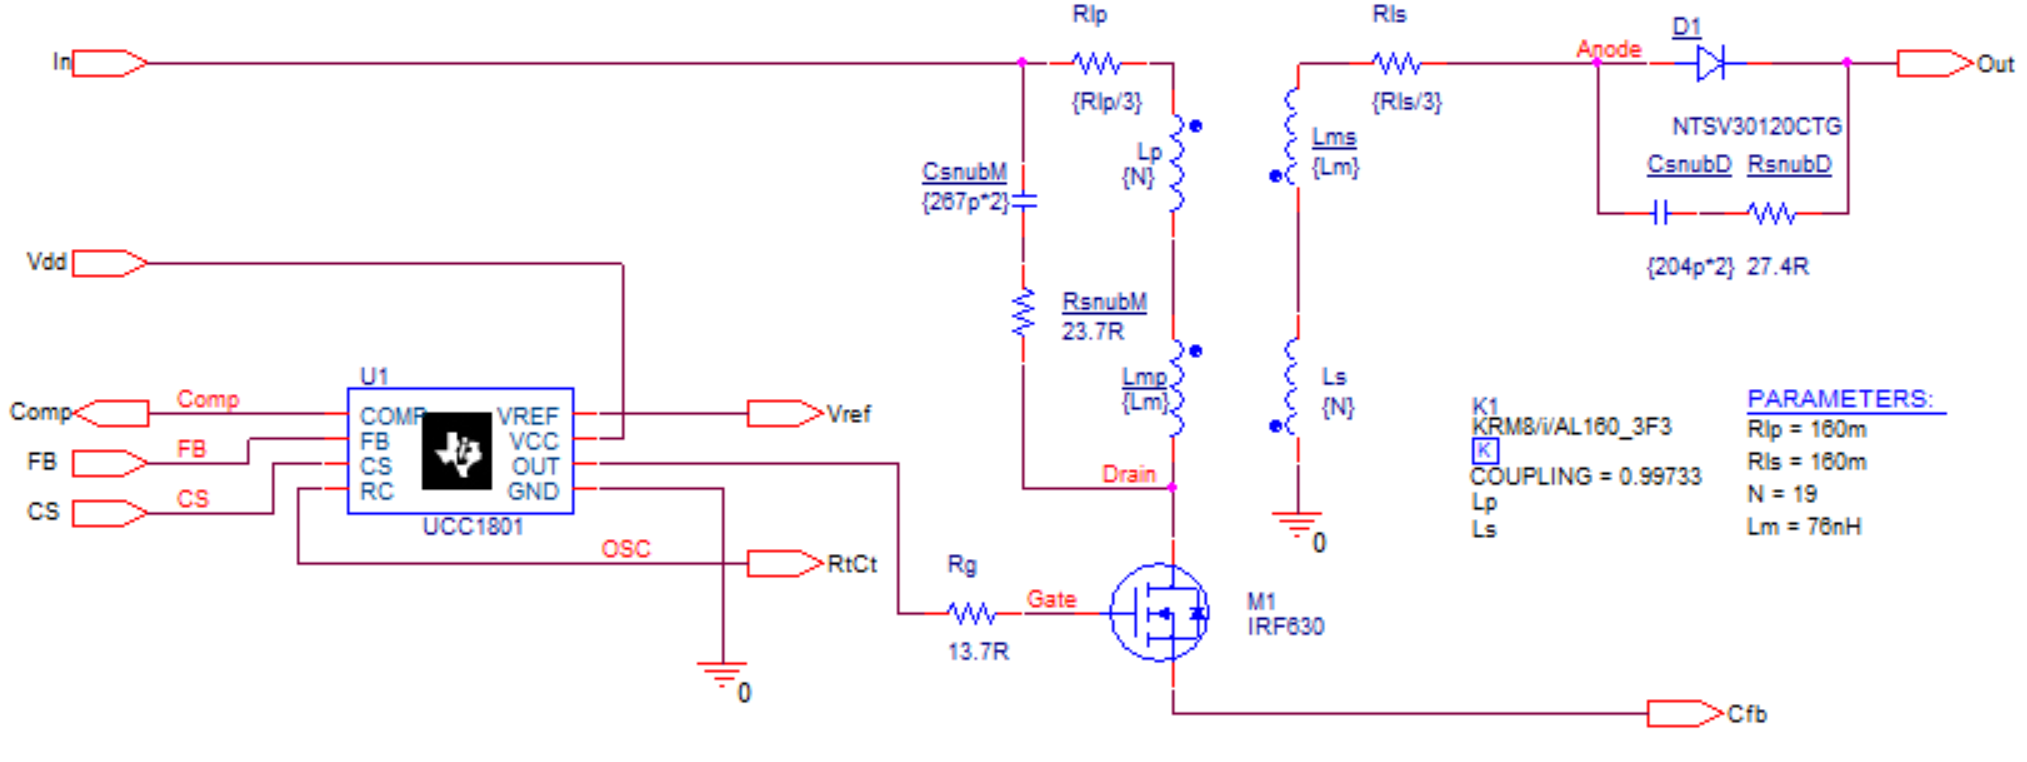 Rlp
Rls
D1
In
Anode
Out
{Rlp/3}
{Rls/3}
NTSV30120CTG
Lp
{N}
Lms
{Lm}
CsnubD
RsnubD
CsnubM
{267p*2}
Vdd
{204p*2}
27.4R
RsnubM
23.7R
U1
Lmp
{Lm}
Ls
{N}
K1
KRM8/i/AL160_3F3
K
COUPLING = 0.99733
Lp
Ls
PARAMETERS:
Rlp = 160m
Rls = 160m
N = 19
Lm = 76nH
Comp
Comp
COMP
VREF
Vref
FB
FB
FB
VCC
CS
CS
CS
OUT
RC
GND
Drain
UCC1801
0
OSC
RtCt
Rg
Gate
M1
IRF630
13.7R
0
Cfb